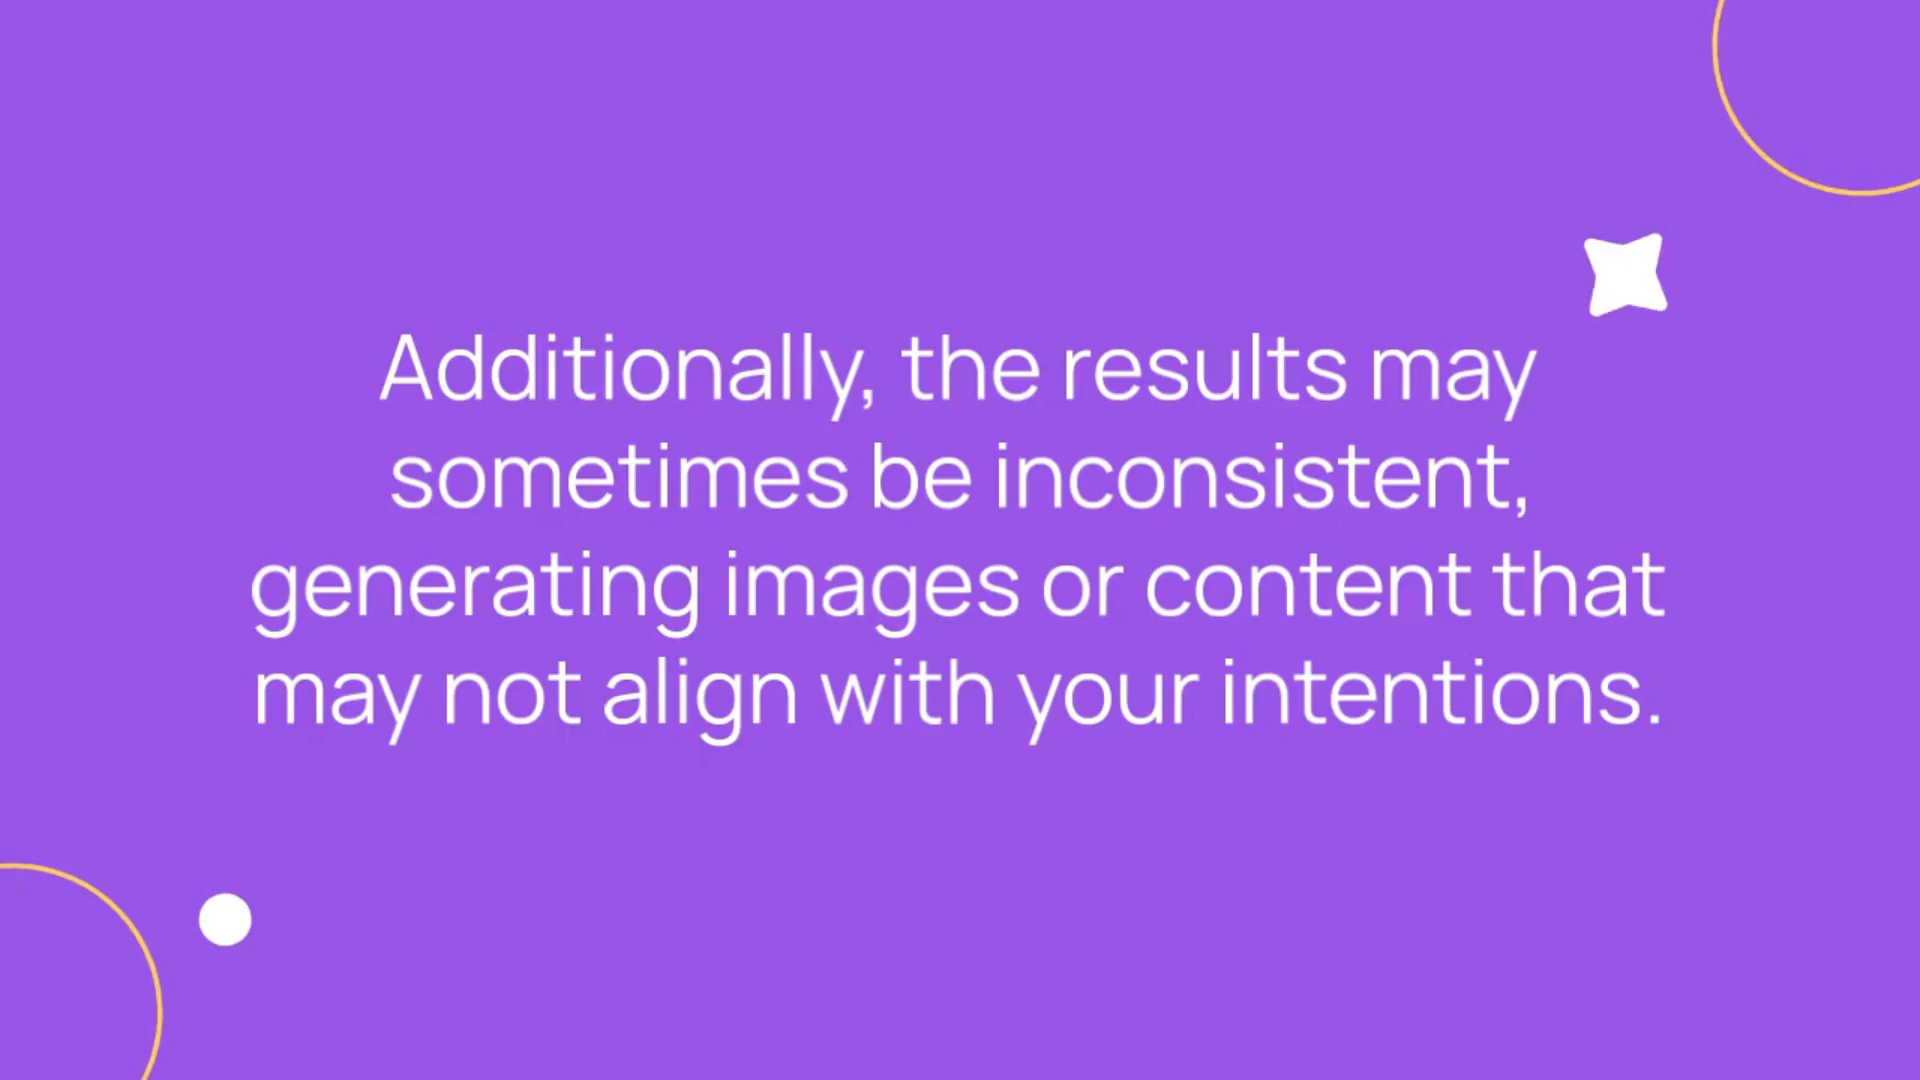 Additionally, the results may
sometimes be inconsistent,
generating images or content that
may not align with your intentions.